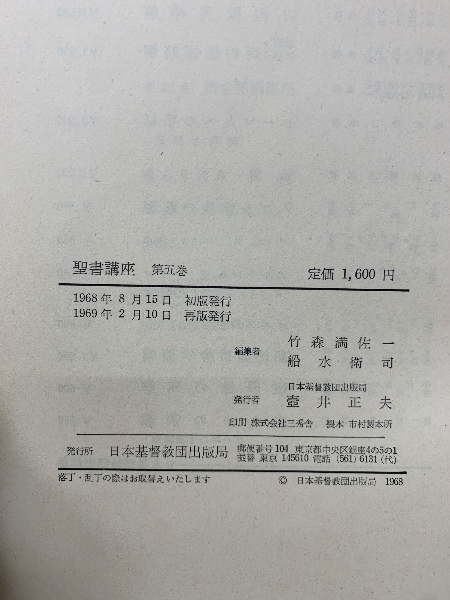 聖書講座 第五巻 定価 1,600 円
1968 年 8 月 15 日 初版発行
1969 年 2 月 10 日 再版発行
編集者 竹森満佐一
船水衛司
日本基督教団出版局
発行者 壺井正夫
印刷 株式会社三秀舎 製本 市村製本所
発行所 日本基督教団出版局 郵便番号 104 東京都中央区銀座4の5の1
振替 東京 145610 電話 (561) 6131 (代)
落丁・乱丁の際はお取替えいたします © 日本基督教団出版局 1968